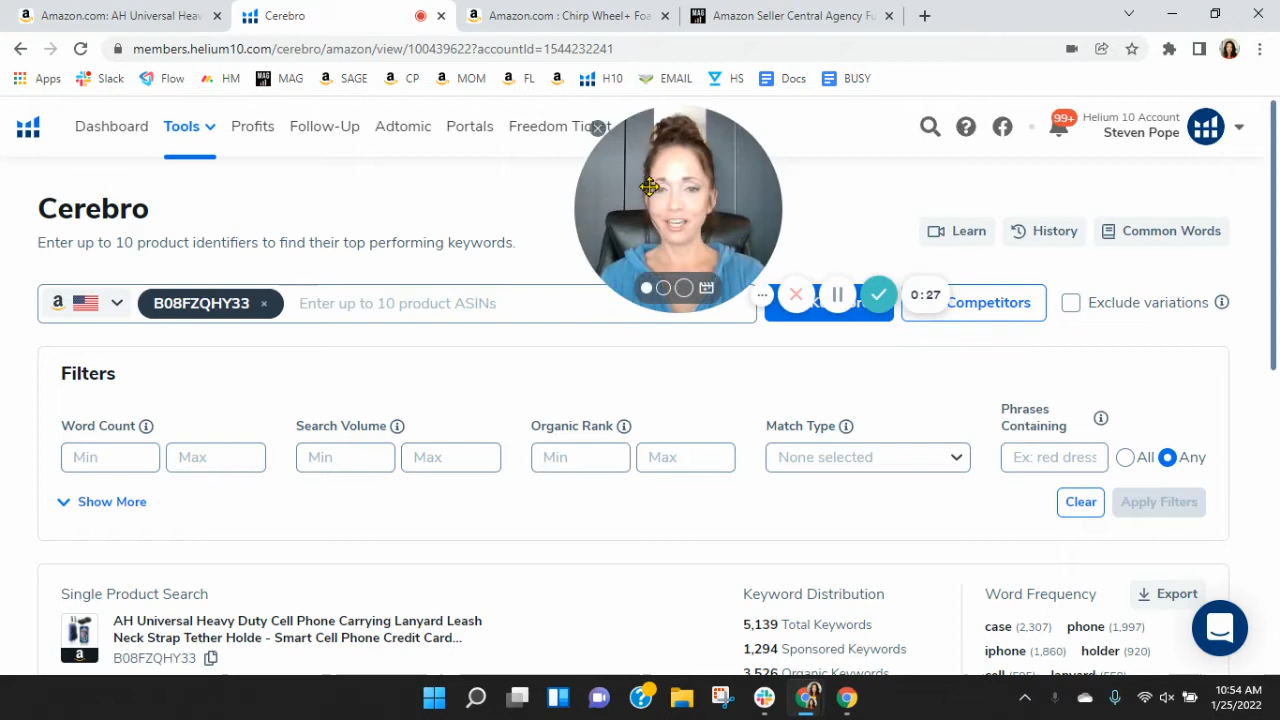 Amazon.com: AH Universal Heav
Cerebro
Amazon.com : Chirp Wheel+ Foa
Amazon Seller Central Agency Fu
members.helium10.com/cerebro/amazon/view/100439622?accountId=1544232241
Apps Slack Flow HM MAG SAGE CP MOM FL H10 EMAIL HS Docs BUSY
Dashboard Tools Profits Follow-Up Adtomic Portals Freedom Tic
99+
Helium 10 Account
Steven Pope
Cerebro
Enter up to 10 product identifiers to find their top performing keywords.
Learn History Common Words
B08FZQHY33 × Enter up to 10 product ASINs
0:27
Competitors
Exclude variations
Filters
Word Count Search Volume Organic Rank Match Type Phrases
Containing
Min Max Min Max Min Max None selected Ex: red dress All Any
Show More
Clear Apply Filters
Single Product Search
AH Universal Heavy Duty Cell Phone Carrying Lanyard Leash
Neck Strap Tether Holde - Smart Cell Phone Credit Card...
B08FZQHY33
Keyword Distribution
5,139 Total Keywords
1,294 Sponsored Keywords
3,526 Organic Keywords
Word Frequency Export
case (2,307) phone (1,997)
iphone (1,860) holder (920)
10:54 AM
1/25/2022